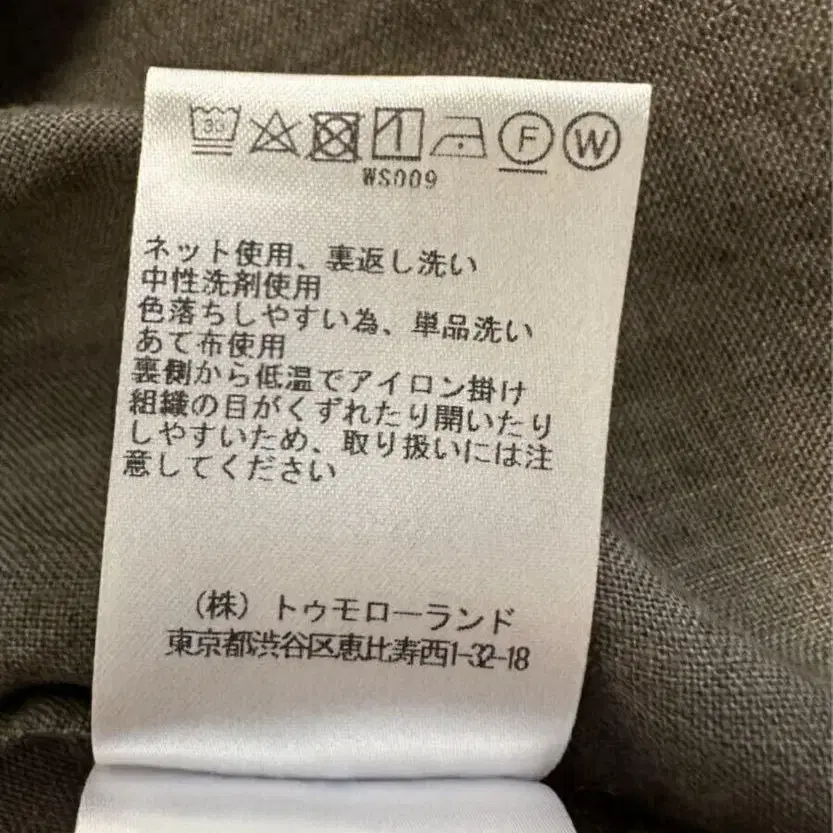 30 F W
WS009
ネット使用、裏返し洗い
中性洗剤使用
色落ちしやすい為、単品洗い
あて布使用
裏側から低温でアイロン掛け
組織の目がくずれたり開いたり
しやすいため、取り扱いには注
意してください
（株）トゥモローランド
東京都渋谷区恵比寿西1-32-18